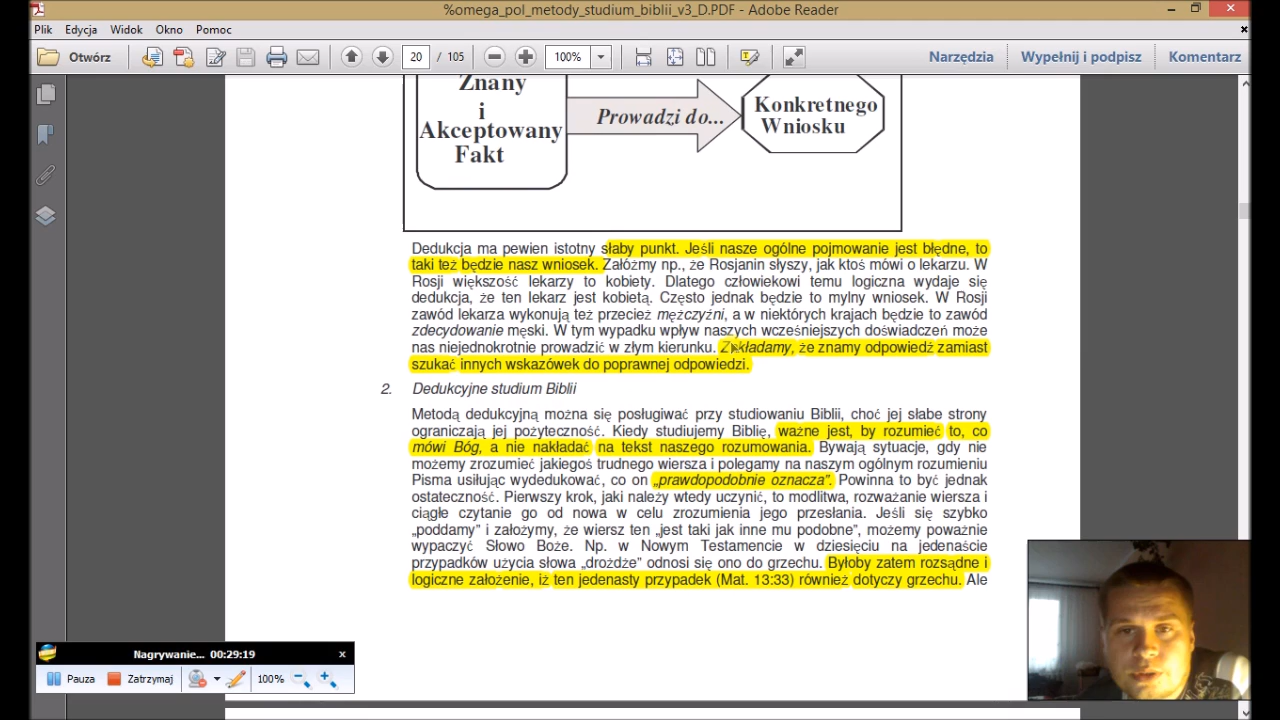 %omega_pol_metody_studium_biblii_v3_D.PDF - Adobe Reader
Plik Edycja Widok Okno Pomoc
Otwórz 20 / 105 100% Narzędzia Wypełnij i podpisz Komentarz
Znany
i
Akceptowany
Fakt
Prowadzi do...
Konkretnego
Wniosku
Dedukcja ma pewien istotny słaby punkt. Jeśli nasze ogólne pojmowanie jest błędne, to
taki też będzie nasz wniosek. Załóżmy np., że Rosjanin słyszy, jak ktoś mówi o lekarzu. W
Rosji większość lekarzy to kobiety. Dlatego człowiekowi temu logiczna wydaje się
dedukcja, że ten lekarz jest kobietą. Często jednak będzie to mylny wniosek. W Rosji
zawód lekarza wykonują też przecież mężczyźni, a w niektórych krajach będzie to zawód
zdecydowanie męski. W tym wypadku wpływ naszych wcześniejszych doświadczeń może
nas niejednokrotnie prowadzić w złym kierunku. Zakładamy, że znamy odpowiedź zamiast
szukać innych wskazówek do poprawnej odpowiedzi.
2. Dedukcyjne studium Biblii
Metodą dedukcyjną można się posługiwać przy studiowaniu Biblii, choć jej słabe strony
ograniczają jej pożyteczność. Kiedy studiujemy Biblię, ważne jest, by rozumieć to, co
mówi Bóg, a nie nakładać na tekst naszego rozumowania. Bywają sytuacje, gdy nie
możemy zrozumieć jakiegoś trudnego wiersza i polegamy na naszym ogólnym rozumieniu
Pisma usiłując wydedukować, co on „prawdopodobnie oznacza”. Powinna to być jednak
ostateczność. Pierwszy krok, jaki należy wtedy uczynić, to modlitwa, rozważanie wiersza i
ciągłe czytanie go od nowa w celu zrozumienia jego przesłania. Jeśli się szybko
„poddamy” i założymy, że wiersz ten „jest taki jak inne mu podobne”, możemy poważnie
wypaczyć Słowo Boże. Np. w Nowym Testamencie w dziesięciu na jedenaście
przypadków użycia słowa „drożdże” odnosi się ono do grzechu. Byłoby zatem rozsądne i
logiczne założenie, iż ten jedenasty przypadek (Mat. 13:33) również dotyczy grzechu. Ale
Nagrywanie... 00:29:19
Pauza Zatrzymaj 100%